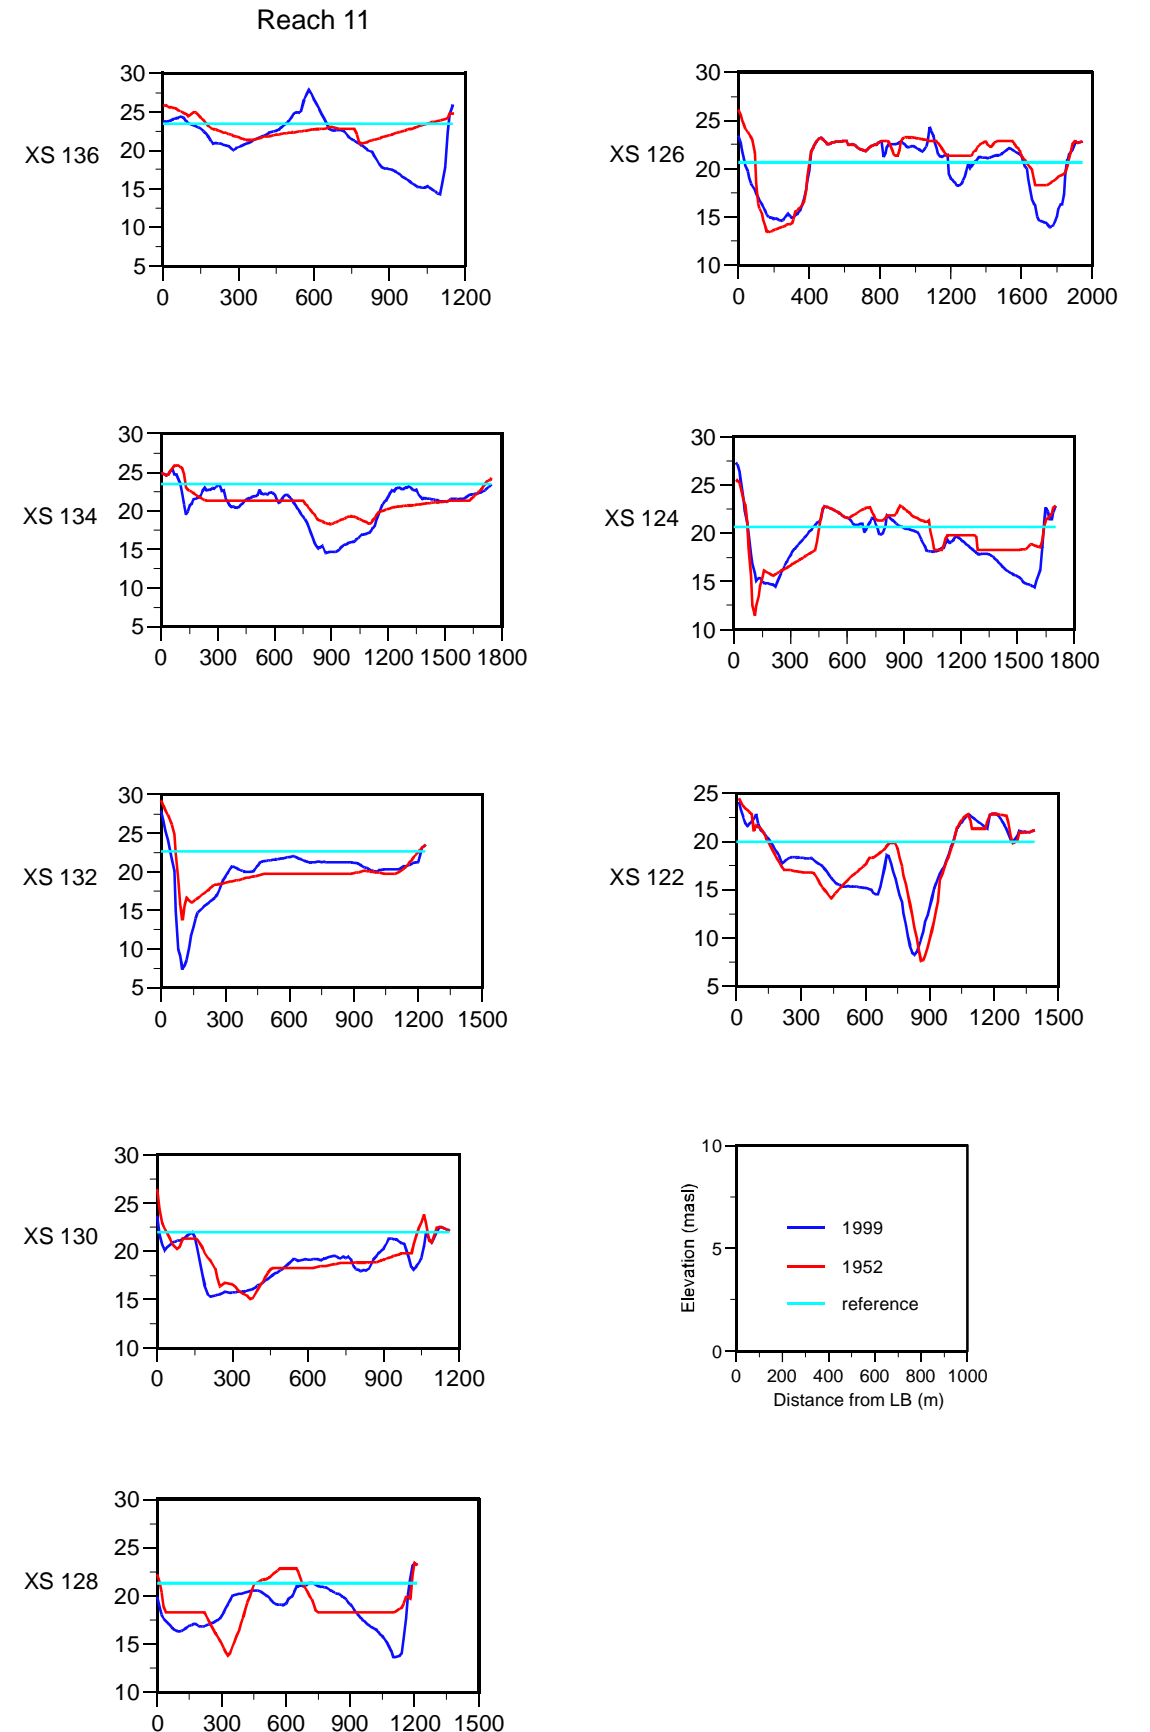 Reach 11
XS 136
30
25
20
15
10
5
0 300 600 900 1200
XS 126
30
25
20
15
10
0 400 800 1200 1600 2000
XS 134
30
25
20
15
10
5
0 300 600 900 1200 1500 1800
XS 124
30
25
20
15
10
0 300 600 900 1200 1500 1800
XS 132
30
25
20
15
10
5
0 300 600 900 1200 1500
XS 122
25
20
15
10
5
0 300 600 900 1200 1500
XS 130
30
25
20
15
10
0 300 600 900 1200
Elevation (masl)
10
5
0
1999
1952
reference
0 200 400 600 800 1000
Distance from LB (m)
XS 128
30
25
20
15
10
0 300 600 900 1200 1500